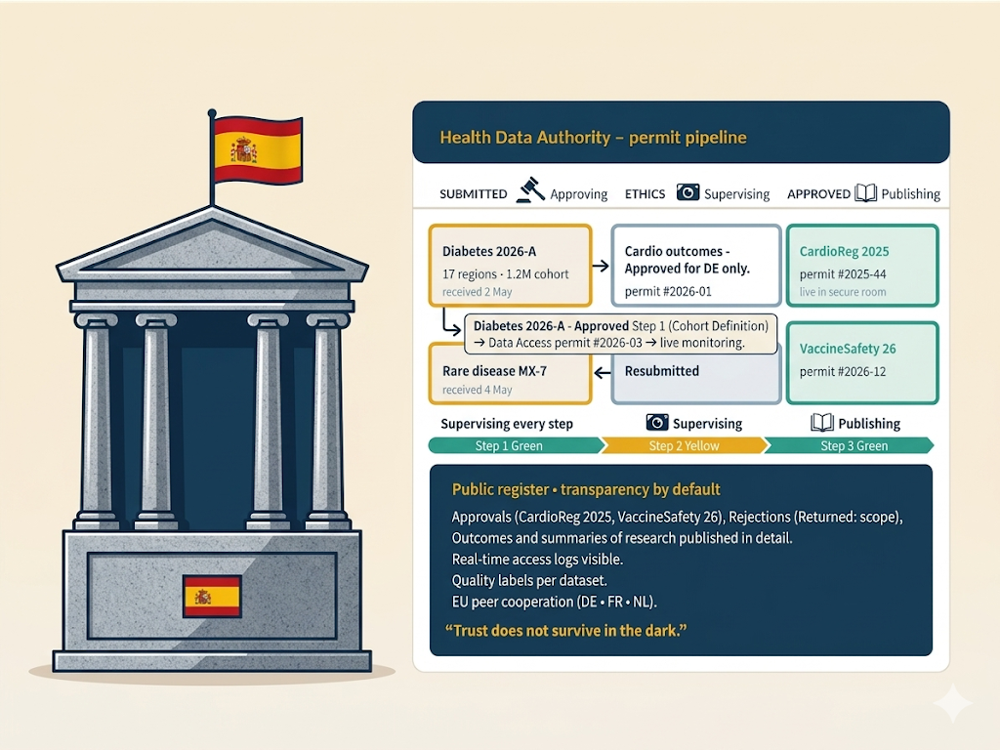 Health Data Authority – permit pipeline
SUBMITTED Approving ETHICS Supervising APPROVED Publishing
Diabetes 2026-A
17 regions · 1.2M cohort
received 2 May
Cardio outcomes -
Approved for DE only.
permit #2026-01
CardioReg 2025
permit #2025-44
live in secure room
Diabetes 2026-A - Approved Step 1 (Cohort Definition)
→ Data Access permit #2026-03 → live monitoring.
Rare disease MX-7
received 4 May
Resubmitted
VaccineSafety 26
permit #2026-12
Supervising every step Supervising Publishing
Step 1 Green Step 2 Yellow Step 3 Green
Public register • transparency by default
Approvals (CardioReg 2025, VaccineSafety 26), Rejections (Returned: scope),
Outcomes and summaries of research published in detail.
Real-time access logs visible.
Quality labels per dataset.
EU peer cooperation (DE • FR • NL).
“Trust does not survive in the dark.”